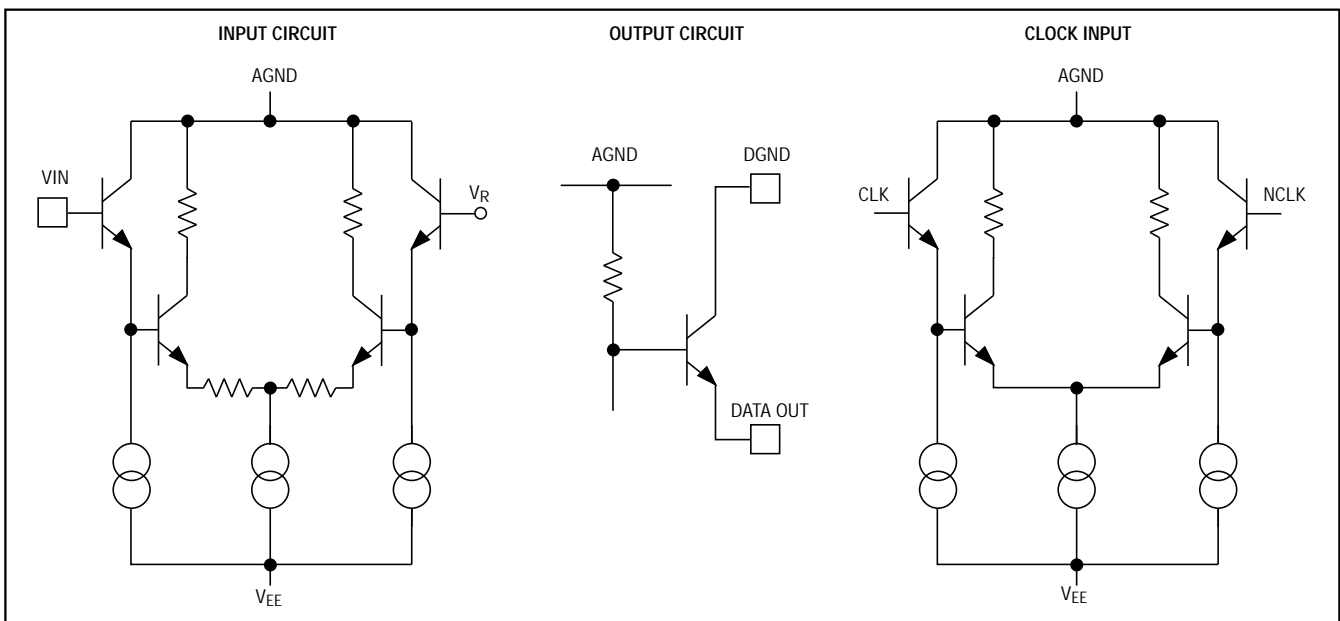 INPUT CIRCUIT
AGND
VIN
VR
VEE
OUTPUT CIRCUIT
AGND
DGND
DATA OUT
CLOCK INPUT
AGND
CLK
NCLK
VEE